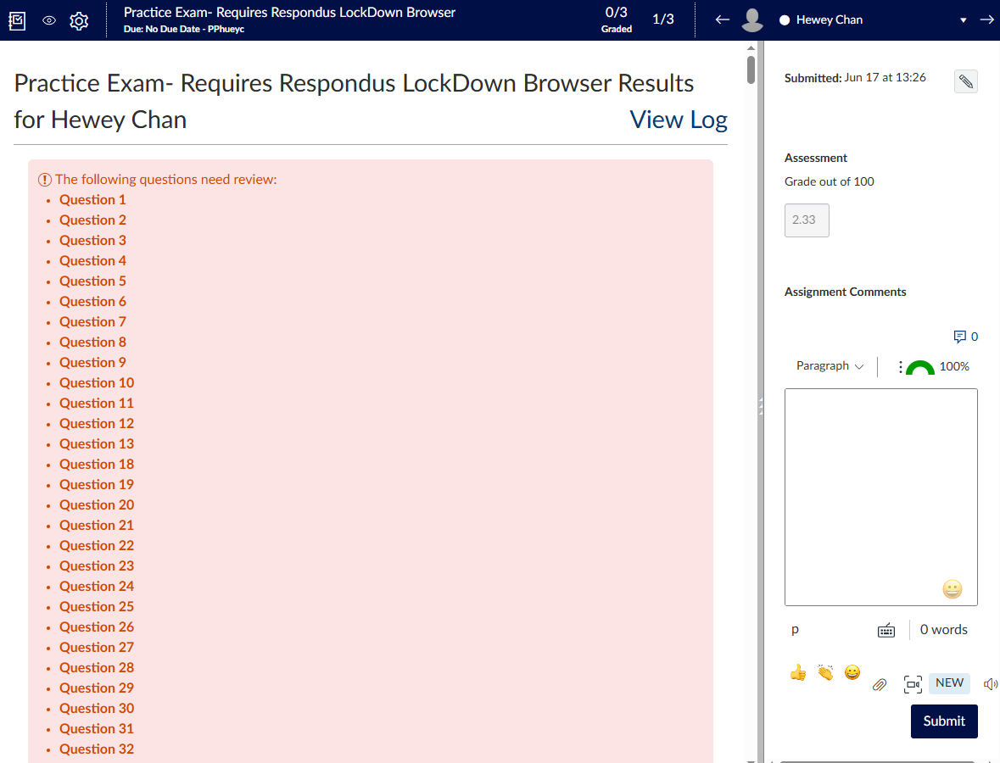 Practice Exam- Requires Respondus LockDown Browser
Due: No Due Date - PPhueyc
0/3
Graded
1/3
Hewey Chan
Practice Exam- Requires Respondus LockDown Browser Results
for Hewey Chan
View Log
The following questions need review:
Question 1
Question 2
Question 3
Question 4
Question 5
Question 6
Question 7
Question 8
Question 9
Question 10
Question 11
Question 12
Question 13
Question 18
Question 19
Question 20
Question 21
Question 22
Question 23
Question 24
Question 25
Question 26
Question 27
Question 28
Question 29
Question 30
Question 31
Question 32
Submitted: Jun 17 at 13:26
Assessment
Grade out of 100
2.33
Assignment Comments
0
Paragraph
100%
p
0 words
NEW
Submit